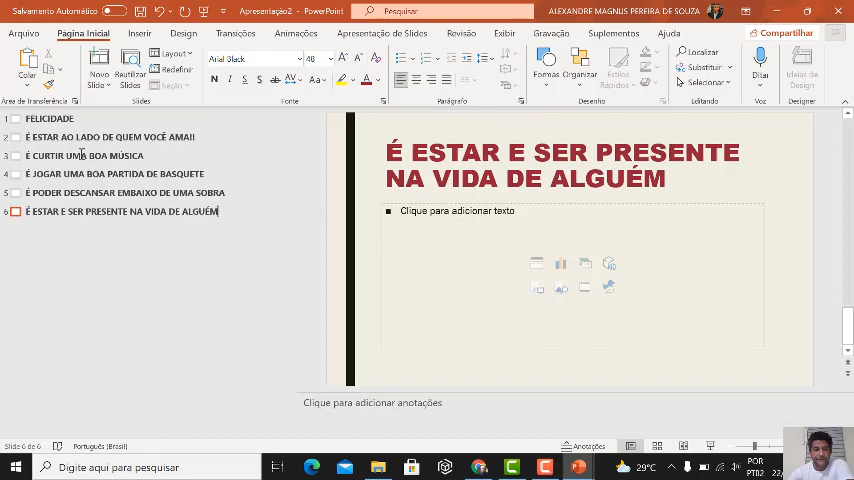 Salvamento Automático
Apresentação2 - PowerPoint
Pesquisar
ALEXANDRE MAGNUS PEREIRA DE SOUZA
Arquivo Página Inicial Inserir Design Transições Animações Apresentação de Slides Revisão Exibir Gravação Suplementos Ajuda
Compartilhar
Colar
Novo Slide
Reutilizar Slides
Layout
Redefinir
Seção
Arial Black 48
N I S S ab AV Aa A
Formas Organizar Estilos Rápidos
Localizar
Substituir
Selecionar
Ditar
Ideias de Design
Área de Transferência Slides Fonte Parágrafo Desenho Editando Voz Designer
1 FELICIDADE
2 É ESTAR AO LADO DE QUEM VOCÊ AMA!!
3 É CURTIR UMA BOA MÚSICA
4 É JOGAR UMA BOA PARTIDA DE BASQUETE
5 É PODER DESCANSAR EMBAIXO DE UMA SOBRA
6 É ESTAR E SER PRESENTE NA VIDA DE ALGUÉM
É ESTAR E SER PRESENTE
NA VIDA DE ALGUÉM
Clique para adicionar texto
Clique para adicionar anotações
Slide 6 de 6 Português (Brasil) Anotações
Digite aqui para pesquisar
29°C
POR
PTB2
22/